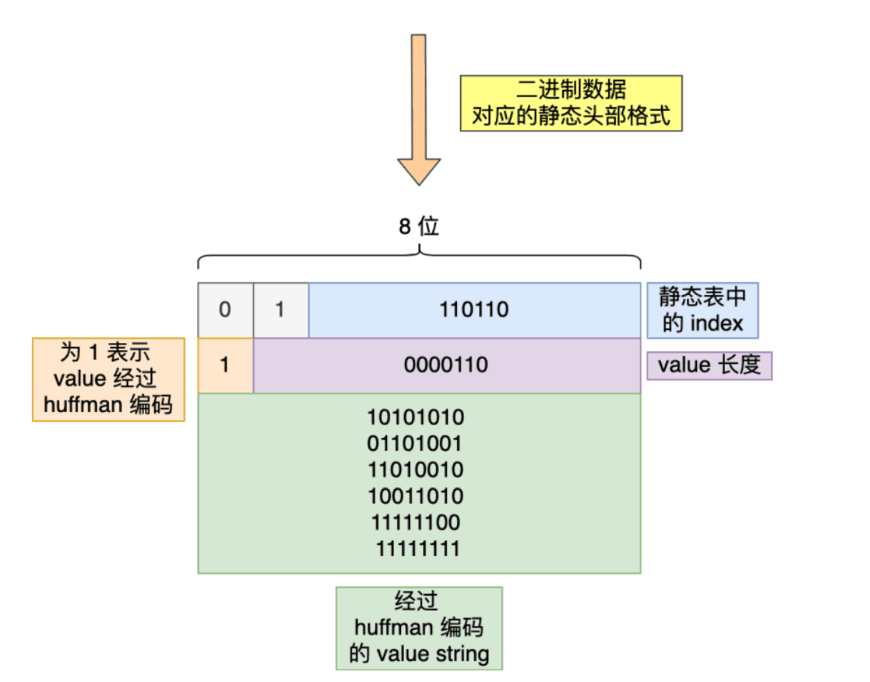 二进制数据
对应的静态头部格式
8 位
0
1
110110
静态表中
的 index
为 1 表示
value 经过
huffman 编码
1
0000110
value 长度
10101010
01101001
11010010
10011010
11111100
11111111
经过
huffman 编码
的 value string